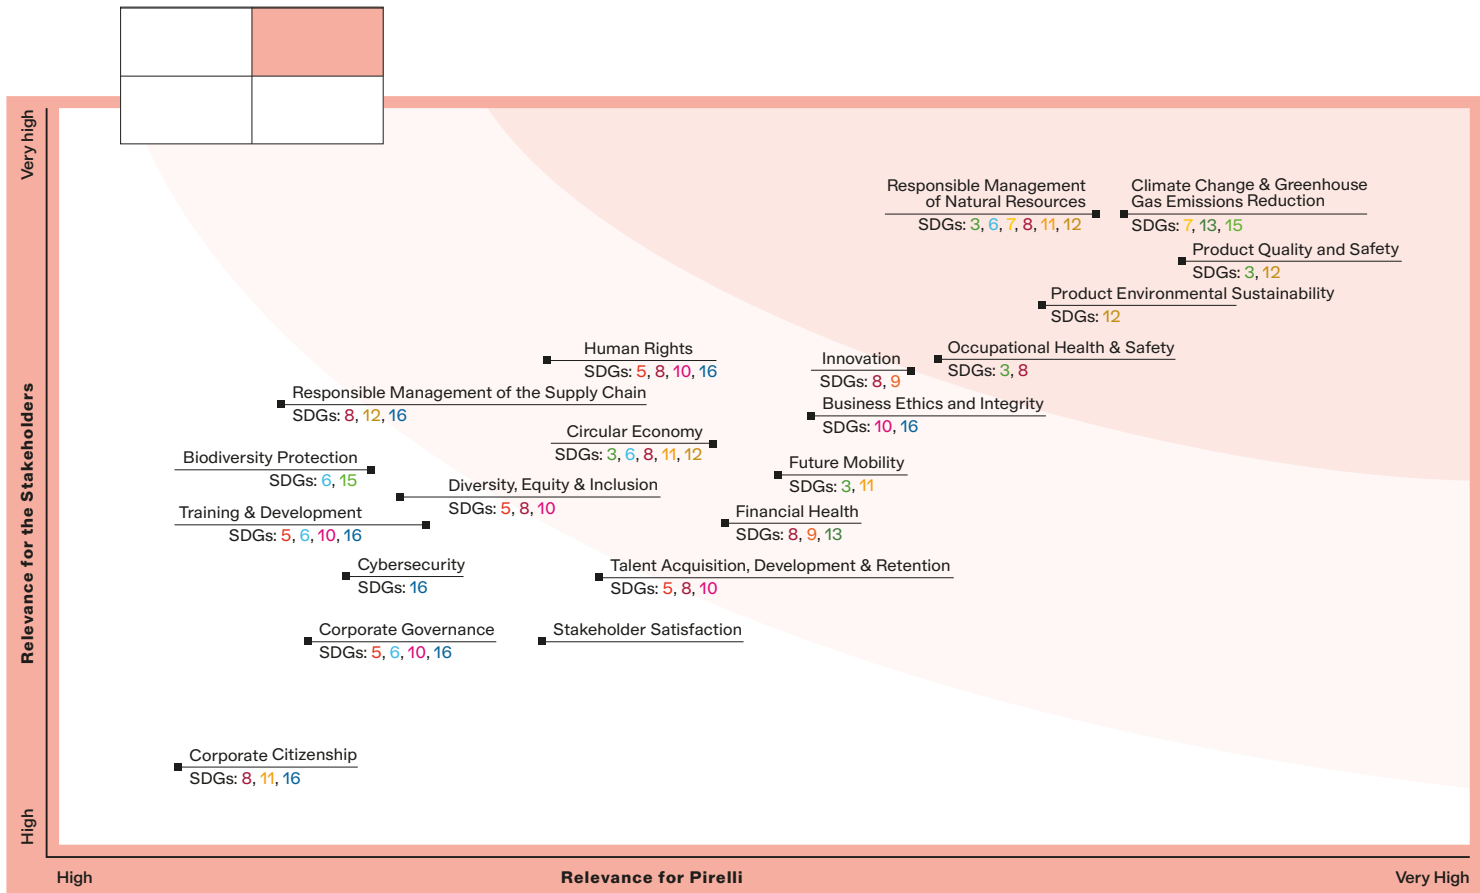 Very high
Relevance for the Stakeholders
High
Responsible Management
of Natural Resources
SDGs: 3, 6, 7, 8, 11, 12
Climate Change & Greenhouse
Gas Emissions Reduction
SDGs: 7, 13, 15
Product Quality and Safety
SDGs: 3, 12
Product Environmental Sustainability
SDGs: 12
Human Rights
SDGs: 5, 8, 10, 16
Innovation
SDGs: 8, 9
Occupational Health & Safety
SDGs: 3, 8
Responsible Management of the Supply Chain
SDGs: 8, 12, 16
Business Ethics and Integrity
SDGs: 10, 16
Circular Economy
SDGs: 3, 6, 8, 11, 12
Biodiversity Protection
SDGs: 6, 15
Future Mobility
SDGs: 3, 11
Diversity, Equity & Inclusion
SDGs: 5, 8, 10
Training & Development
SDGs: 5, 6, 10, 16
Financial Health
SDGs: 8, 9, 13
Cybersecurity
SDGs: 16
Talent Acquisition, Development & Retention
SDGs: 5, 8, 10
Corporate Governance
SDGs: 5, 6, 10, 16
Stakeholder Satisfaction
Corporate Citizenship
SDGs: 8, 11, 16
High
Relevance for Pirelli
Very High